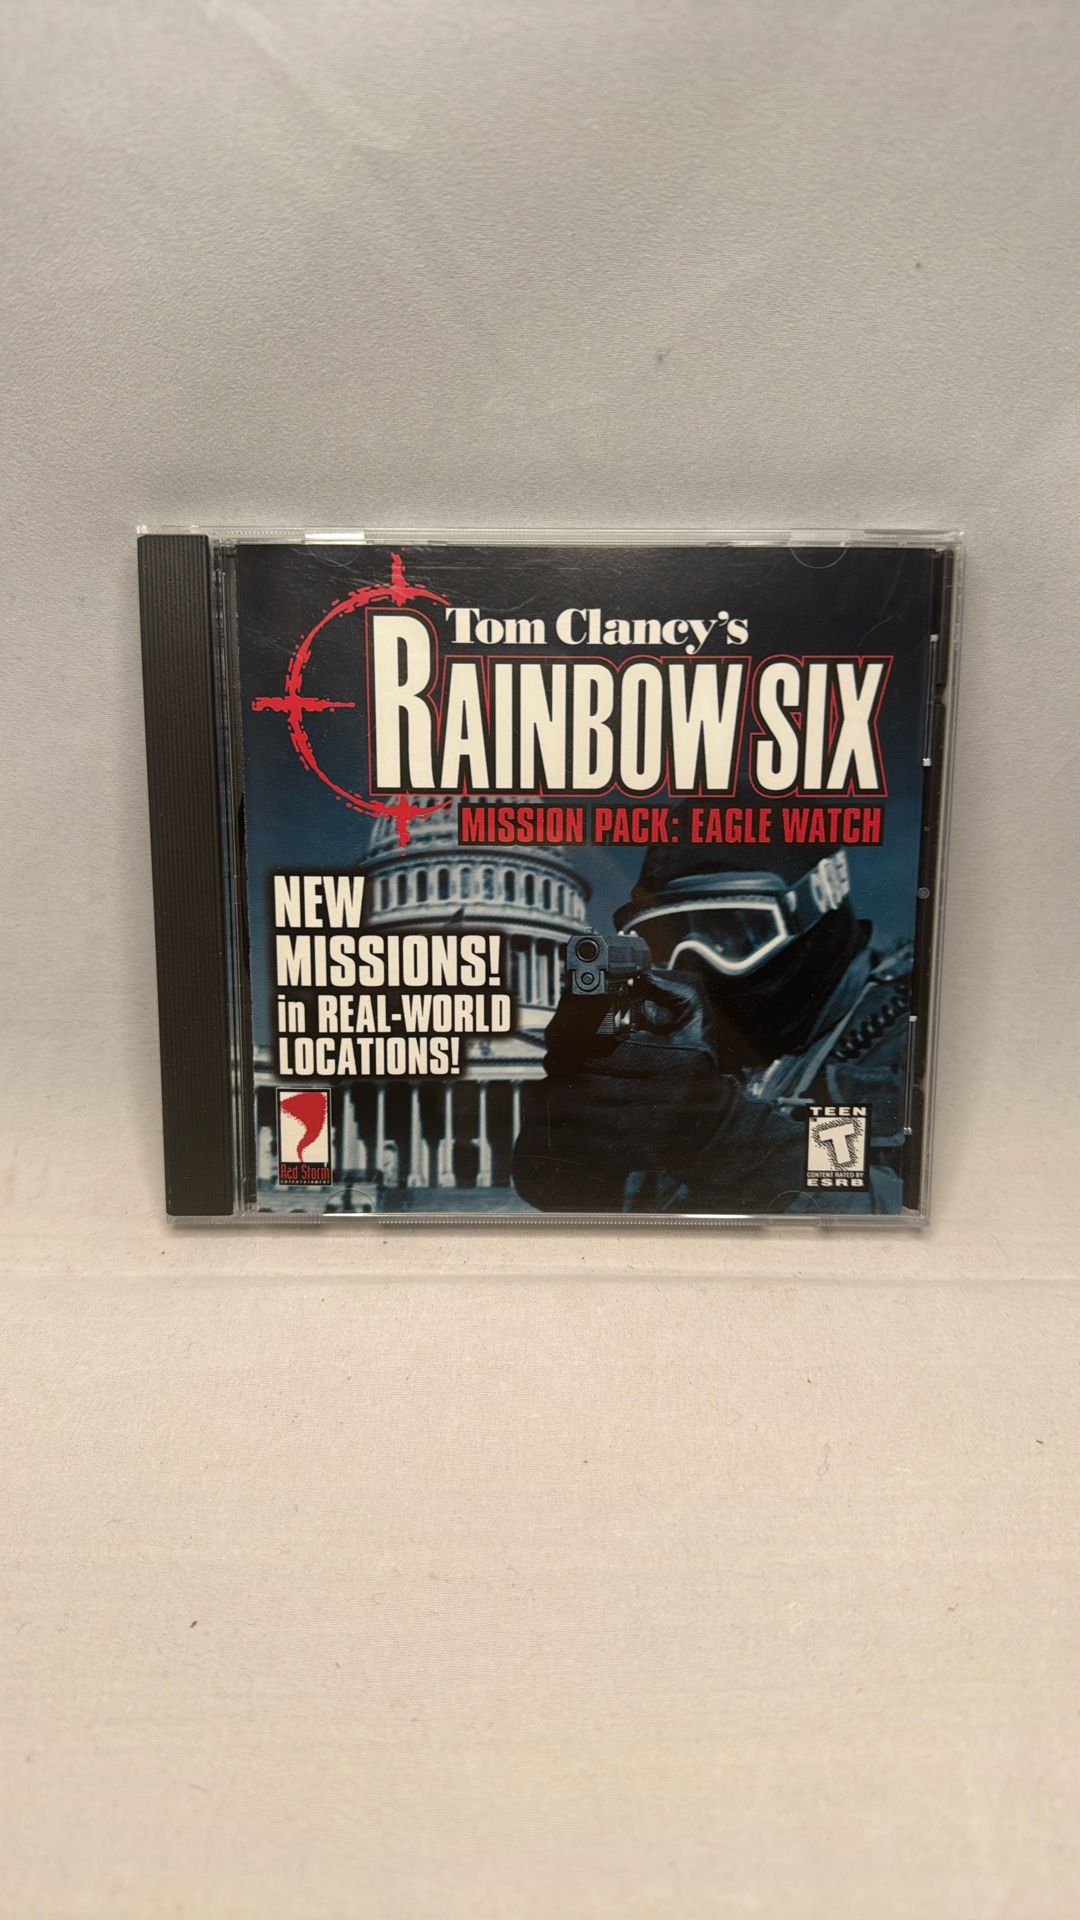 Tom Clancy's
RAINBOW SIX
MISSION PACK: EAGLE WATCH
NEW
MISSIONS!
in REAL-WORLD
LOCATIONS!
Red Storm
ENTERTAINMENT
TEEN
T
CONTENT RATED BY
ESRB